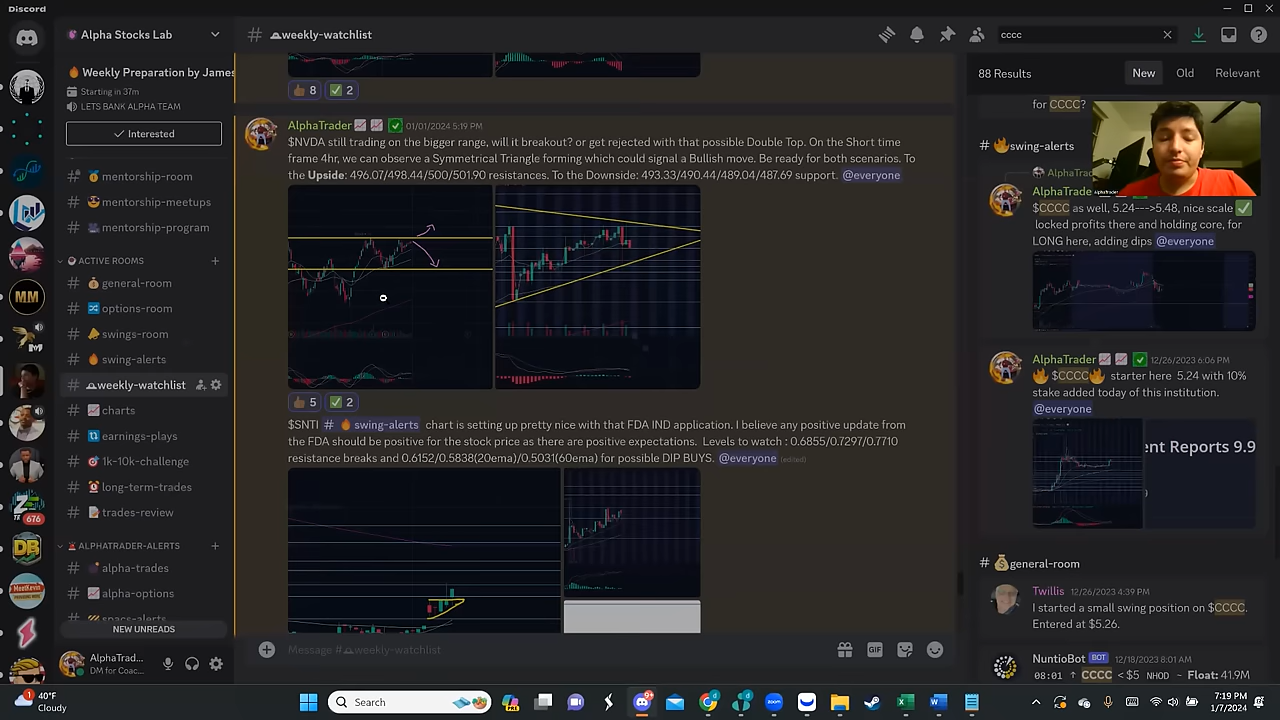 Discord
Alpha Stocks Lab
Weekly Preparation by James
Starting in 37m
LETS BANK ALPHA TEAM
Interested
mentorship-room
mentorship-meetups
mentorship-program
ACTIVE ROOMS
general-room
options-room
swings-room
swing-alerts
weekly-watchlist
charts
earnings-plays
1k-10k-challenge
long-term-trades
trades-review
ALPHATRADER-ALERTS
alpha-trades
alpha-options
NEW UNREADS
AlphaTrad...
DM for Coac...
MM
676
DB
weekly-watchlist
8
2
AlphaTrader 01/01/2024 5:19 PM
$NVDA still trading on the bigger range, will it breakout? or get rejected with that possible Double Top. On the Short time
frame 4hr, we can observe a Symmetrical Triangle forming which could signal a Bullish move. Be ready for both scenarios. To
the Upside: 496.07/498.44/500/501.95 resistances. To the Downside: 493.33/490.44/489.04/487.69 support. @everyone
5
2
$SNTI # swing-alerts chart is setting up pretty nice with that FDA IND application. I believe any positive update from
the FDA should be positive for the stock price as there are positive expectations. Levels to watch : 0.6855/0.7297/0.7710
resistance breaks and 0.6152/0.5838(20ema)/0.5031(60ema) for possible DIP BUYS. @everyone (edited)
Message #weekly-watchlist
GIF
cccc
88 Results
New
Old
Relevant
for CCCC?
swing-alerts
AlphaTrader
$CCCC as well, 5.24--->5.48, nice scale
locked profits here and holding core, for
LONG here, adding dips @everyone
AlphaTrader 12/26/2023 6:06 PM
$CCCC starter here 5.24 with 10%
stake added today of this institution.
@everyone
ent Reports 9.9
general-room
Twillis 12/26/2023 4:39 PM
I started a small swing position on $CCCC.
Entered at $5.26.
NuntioBot BOT 12/18/2023 8:01 AM
08:01 ↑ CCCC < $5 NHOD ~ Float: 41.9M
1
40°F
Cloudy
Search
zoom
7:19 PM
1/7/2024